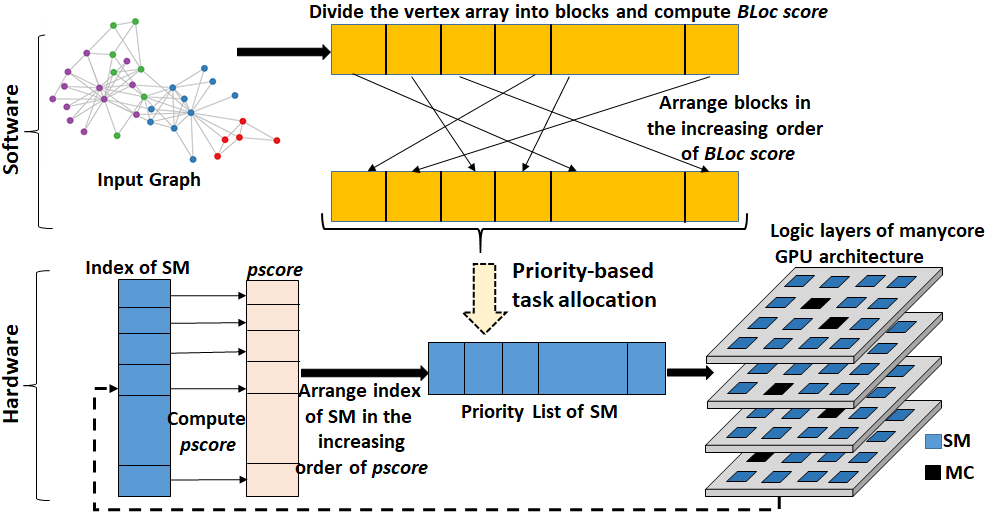 Divide the vertex array into blocks and compute BLoc score
Software
Input Graph
Arrange blocks in
the increasing order
of BLoc score
Hardware
Index of SM
pscore
Compute
pscore
Arrange index
of SM in the
increasing
order of pscore
Priority-based
task allocation
Priority List of SM
Logic layers of manycore
GPU architecture
SM
MC